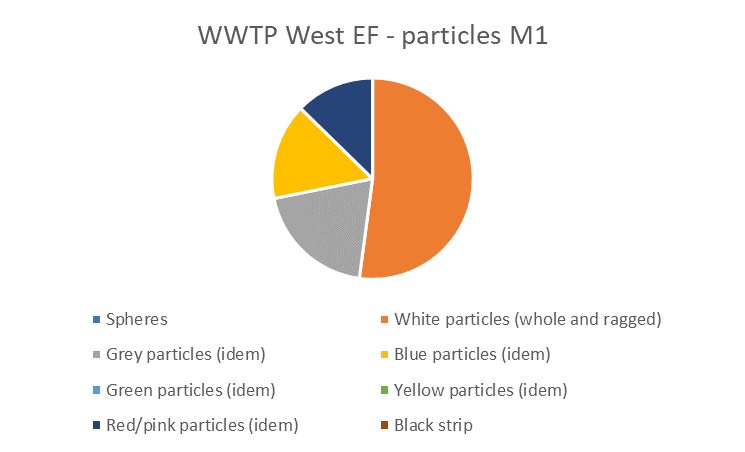 WWTP West EF - particles M1
Spheres
White particles (whole and ragged)
Grey particles (idem)
Blue particles (idem)
Green particles (idem)
Yellow particles (idem)
Red/pink particles (idem)
Black strip